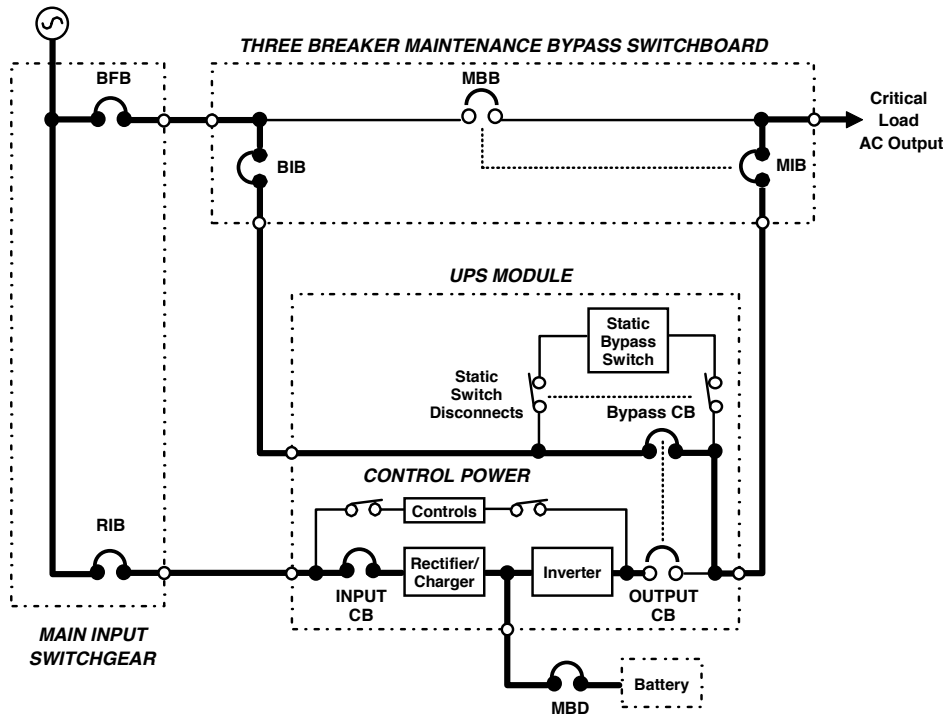 THREE BREAKER MAINTENANCE BYPASS SWITCHBOARD
BFB
MBB
Critical
Load
AC Output
BIB
MIB
UPS MODULE
Static
Bypass
Switch
Static
Switch
Disconnects
Bypass CB
CONTROL POWER
Controls
RIB
Rectifier/
Charger
Inverter
INPUT
CB
OUTPUT
CB
MAIN INPUT
SWITCHGEAR
Battery
MBD